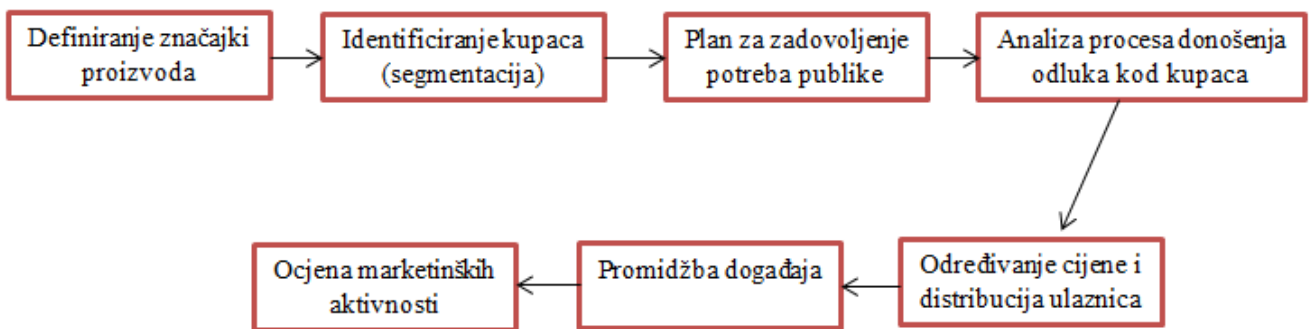 Definiranje značajki
proizvoda
Identificiranje kupaca
(segmentacija)
Plan za zadovoljenje
potreba publike
Analiza procesa donošenja
odluka kod kupaca
Određivanje cijene i
distribucija ulaznica
Promidžba događaja
Ocjena marketinških
aktivnosti